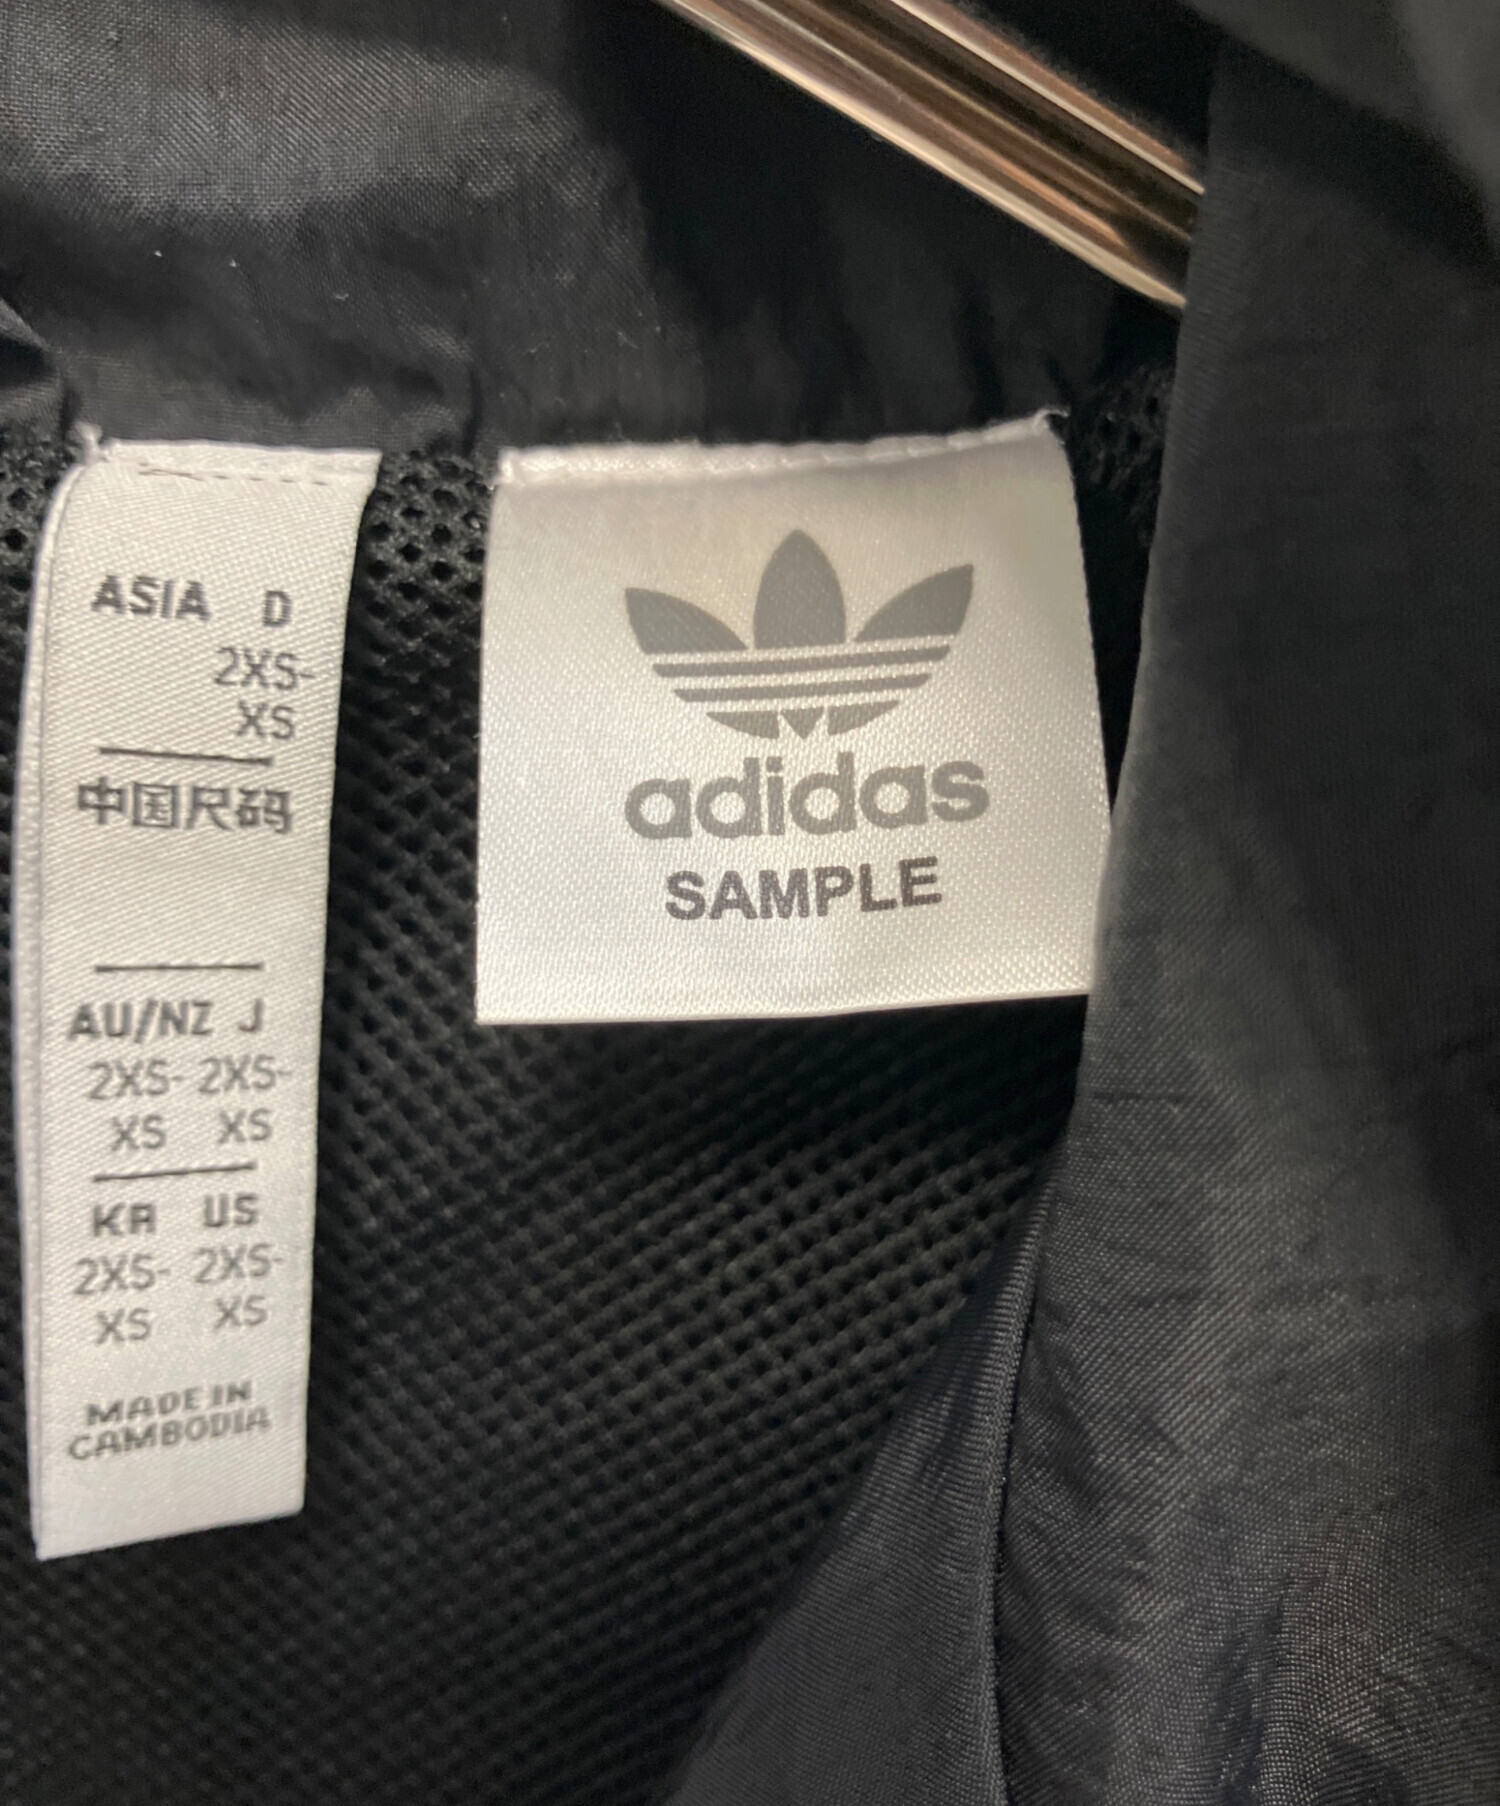 ASIA D
2XS-
XS
中国尺码
AU/NZ J
2XS- 2XS-
XS XS
KR US
2XS- 2XS-
XS XS
MADE IN
CAMBODIA
adidas
SAMPLE